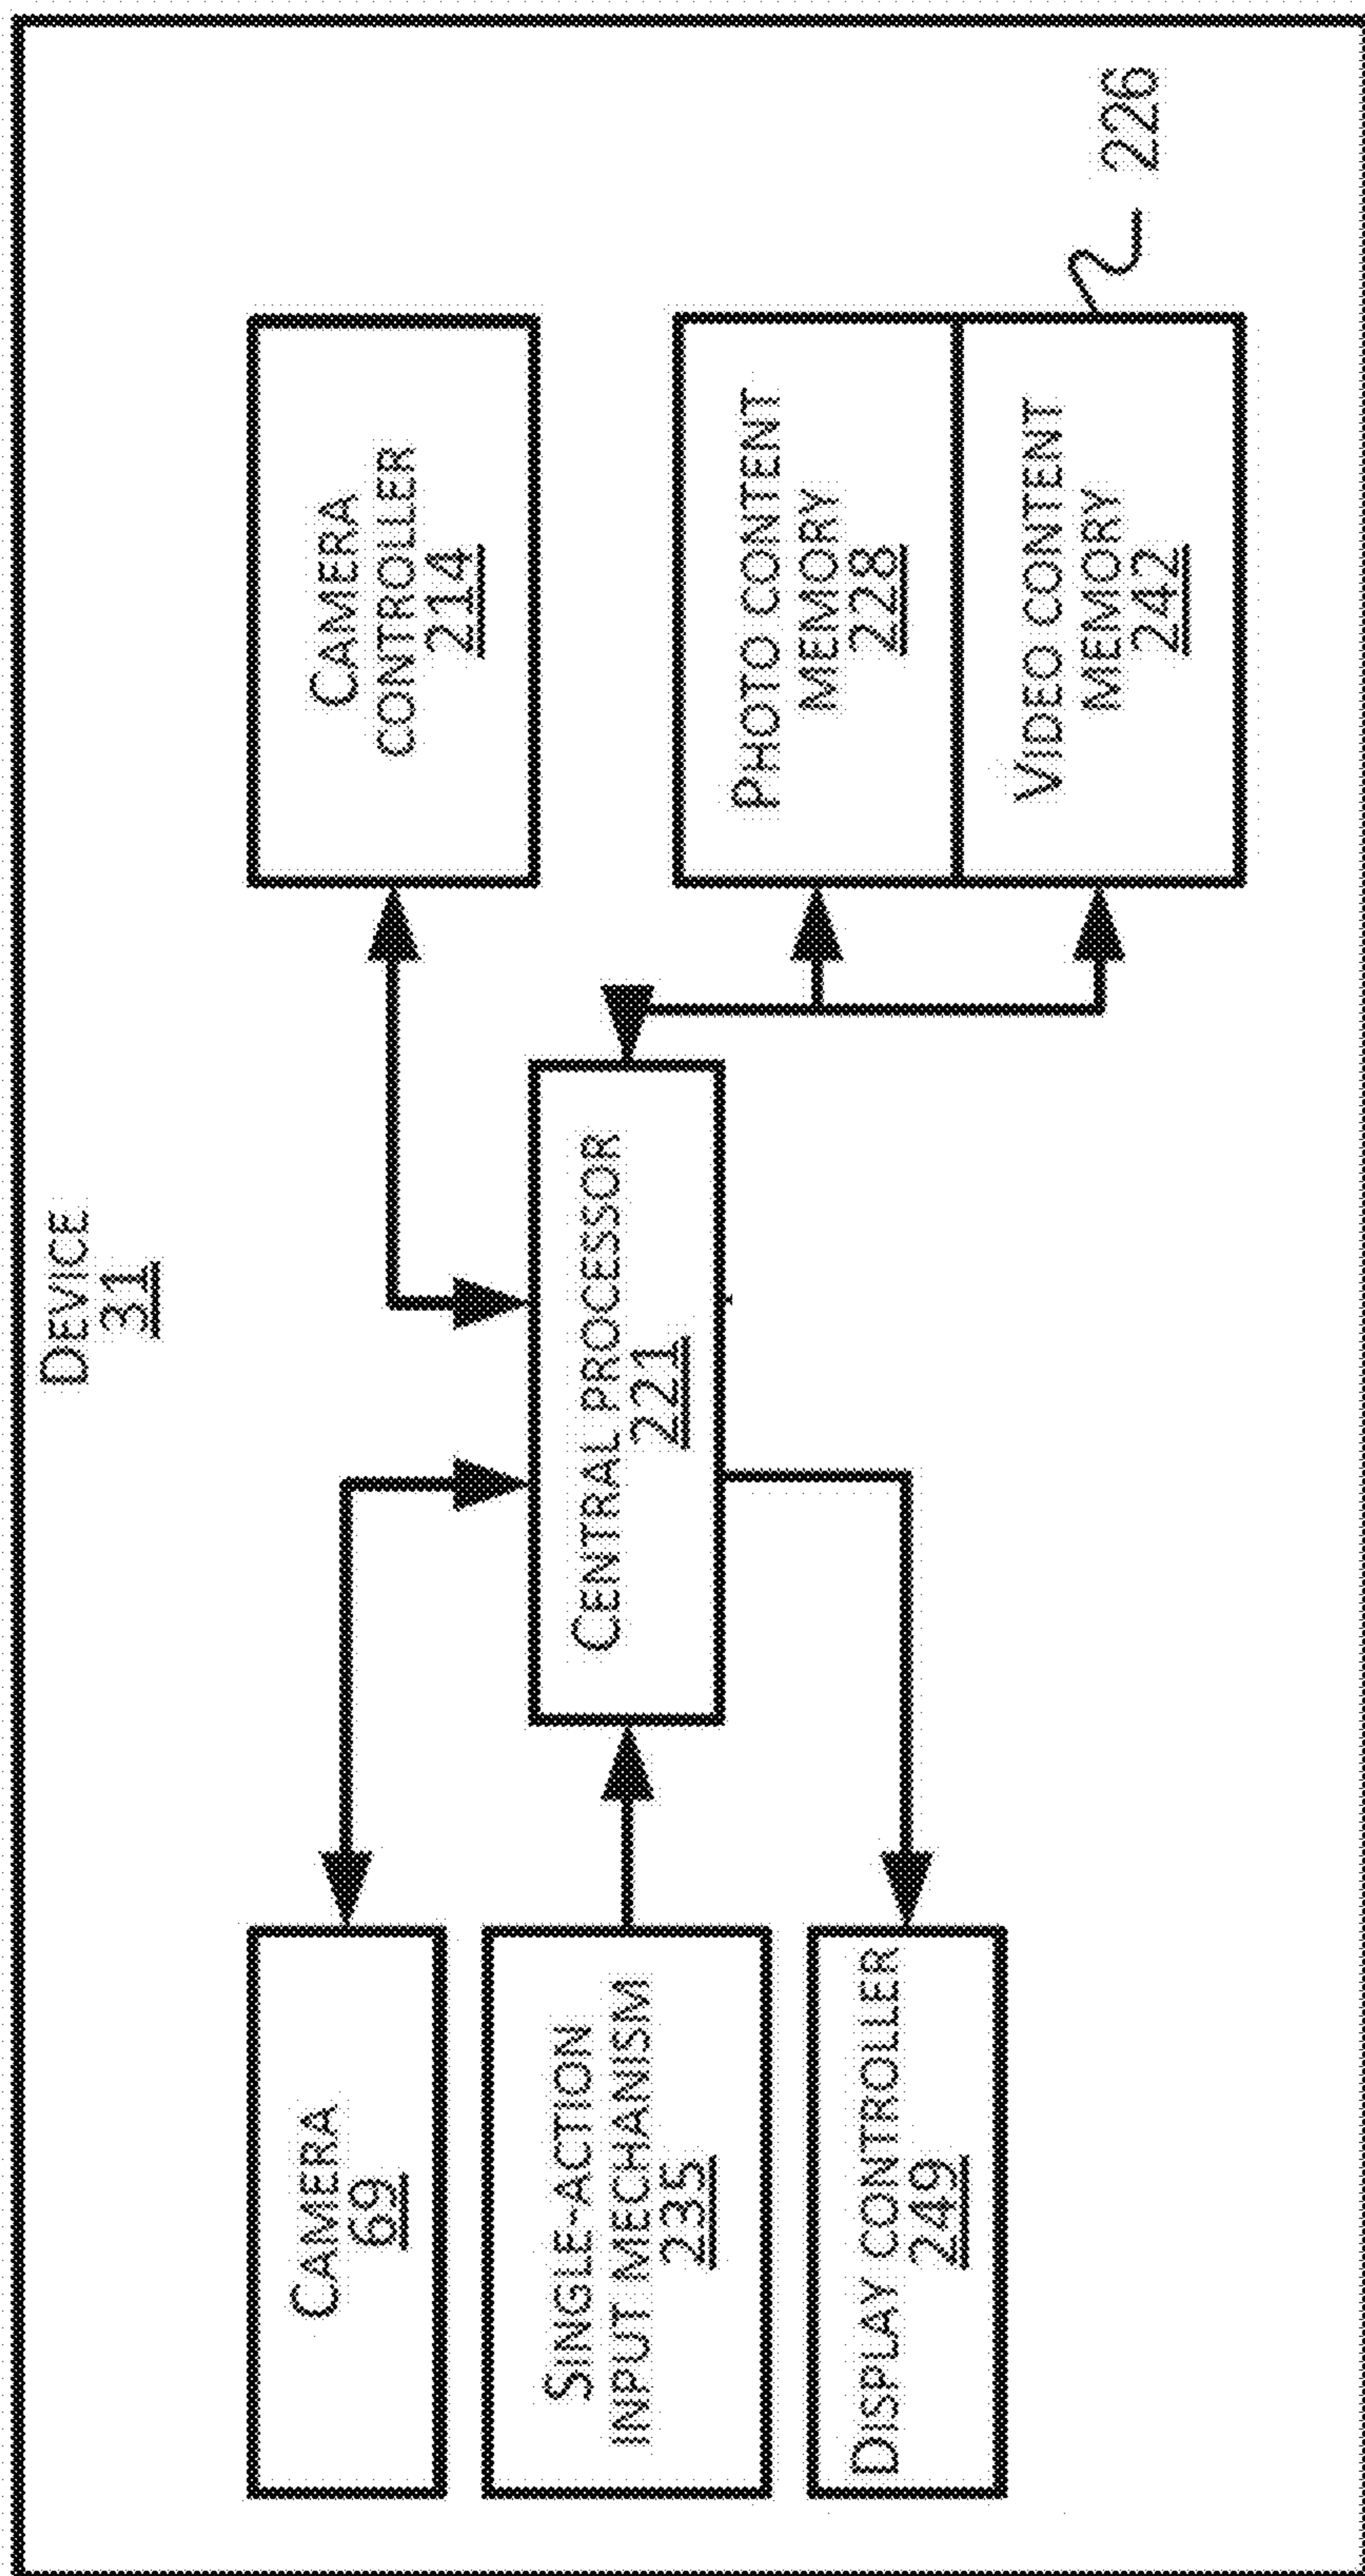 DEVICE
31
CAMERA
69
SINGLE-ACTION
INPUT MECHANISM
235
DISPLAY CONTROLLER
249
CENTRAL PROCESSOR
221
CAMERA
CONTROLLER
214
PHOTO CONTENT
MEMORY
228
VIDEO CONTENT
MEMORY
242
226